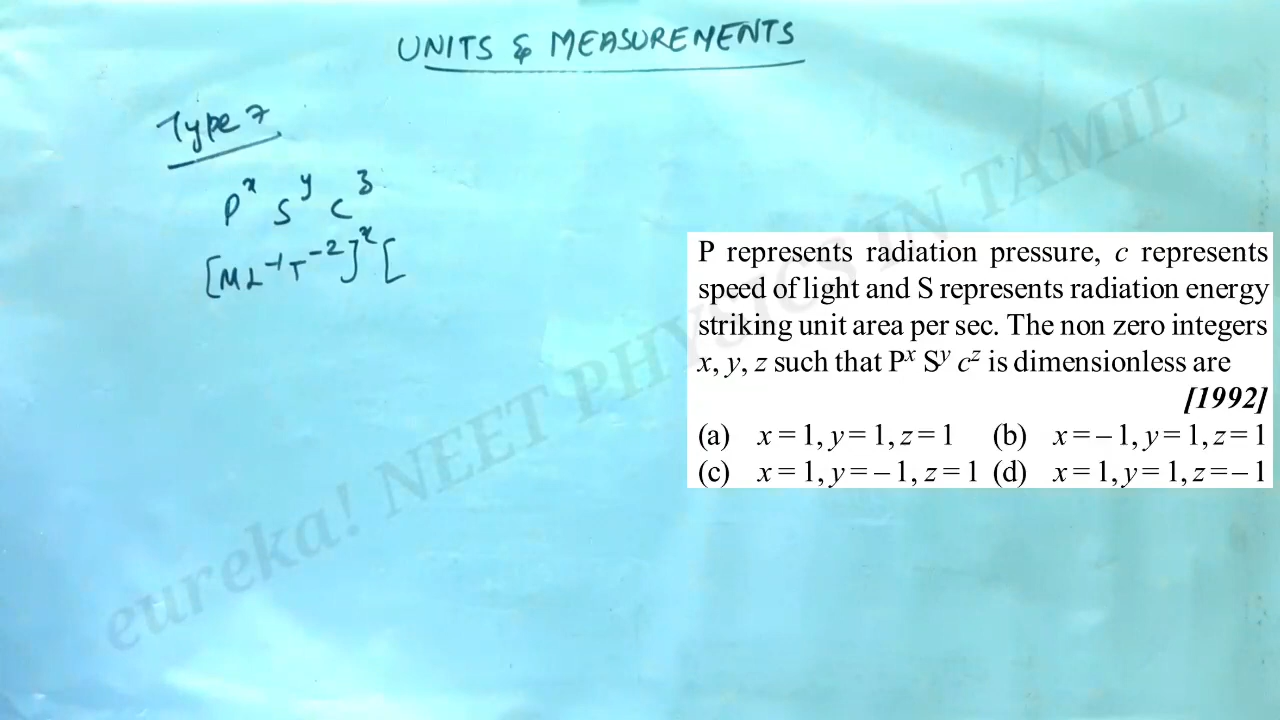 UNITS & MEASUREMENTS
Type 7
P^x S^y C^z
[ML^-1 T^-2]^x [
P represents radiation pressure, c represents
speed of light and S represents radiation energy
striking unit area per sec. The non zero integers
x, y, z such that P^x S^y c^z is dimensionless are
[1992]
(a) x = 1, y = 1, z = 1 (b) x = – 1, y = 1, z = 1
(c) x = 1, y = – 1, z = 1 (d) x = 1, y = 1, z = – 1
eureka! NEET PHYSICS IN TAMIL